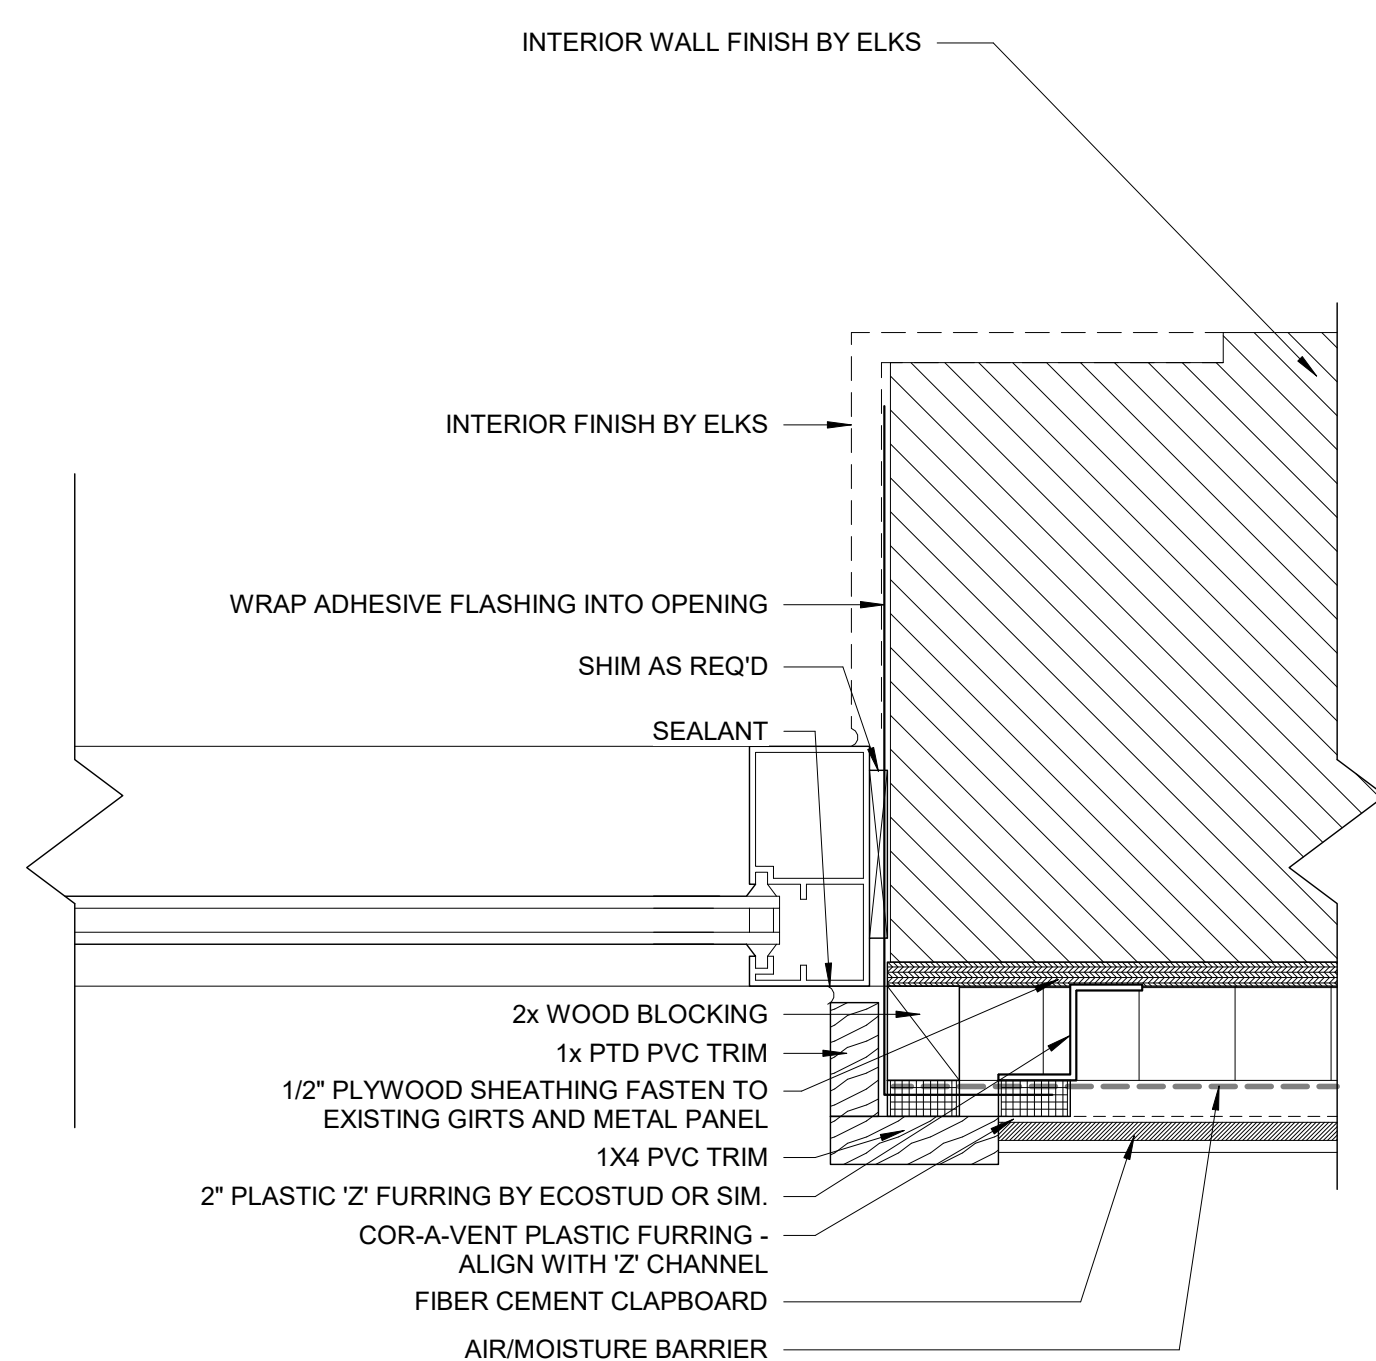 INTERIOR WALL FINISH BY ELKS
INTERIOR FINISH BY ELKS
WRAP ADHESIVE FLASHING INTO OPENING
SHIM AS REQ'D
SEALANT
2x WOOD BLOCKING
1x PTD PVC TRIM
1/2" PLYWOOD SHEATHING FASTEN TO
EXISTING GIRTS AND METAL PANEL
1X4 PVC TRIM
2" PLASTIC 'Z' FURRING BY ECOSTUD OR SIM.
COR-A-VENT PLASTIC FURRING -
ALIGN WITH 'Z' CHANNEL
FIBER CEMENT CLAPBOARD
AIR/MOISTURE BARRIER